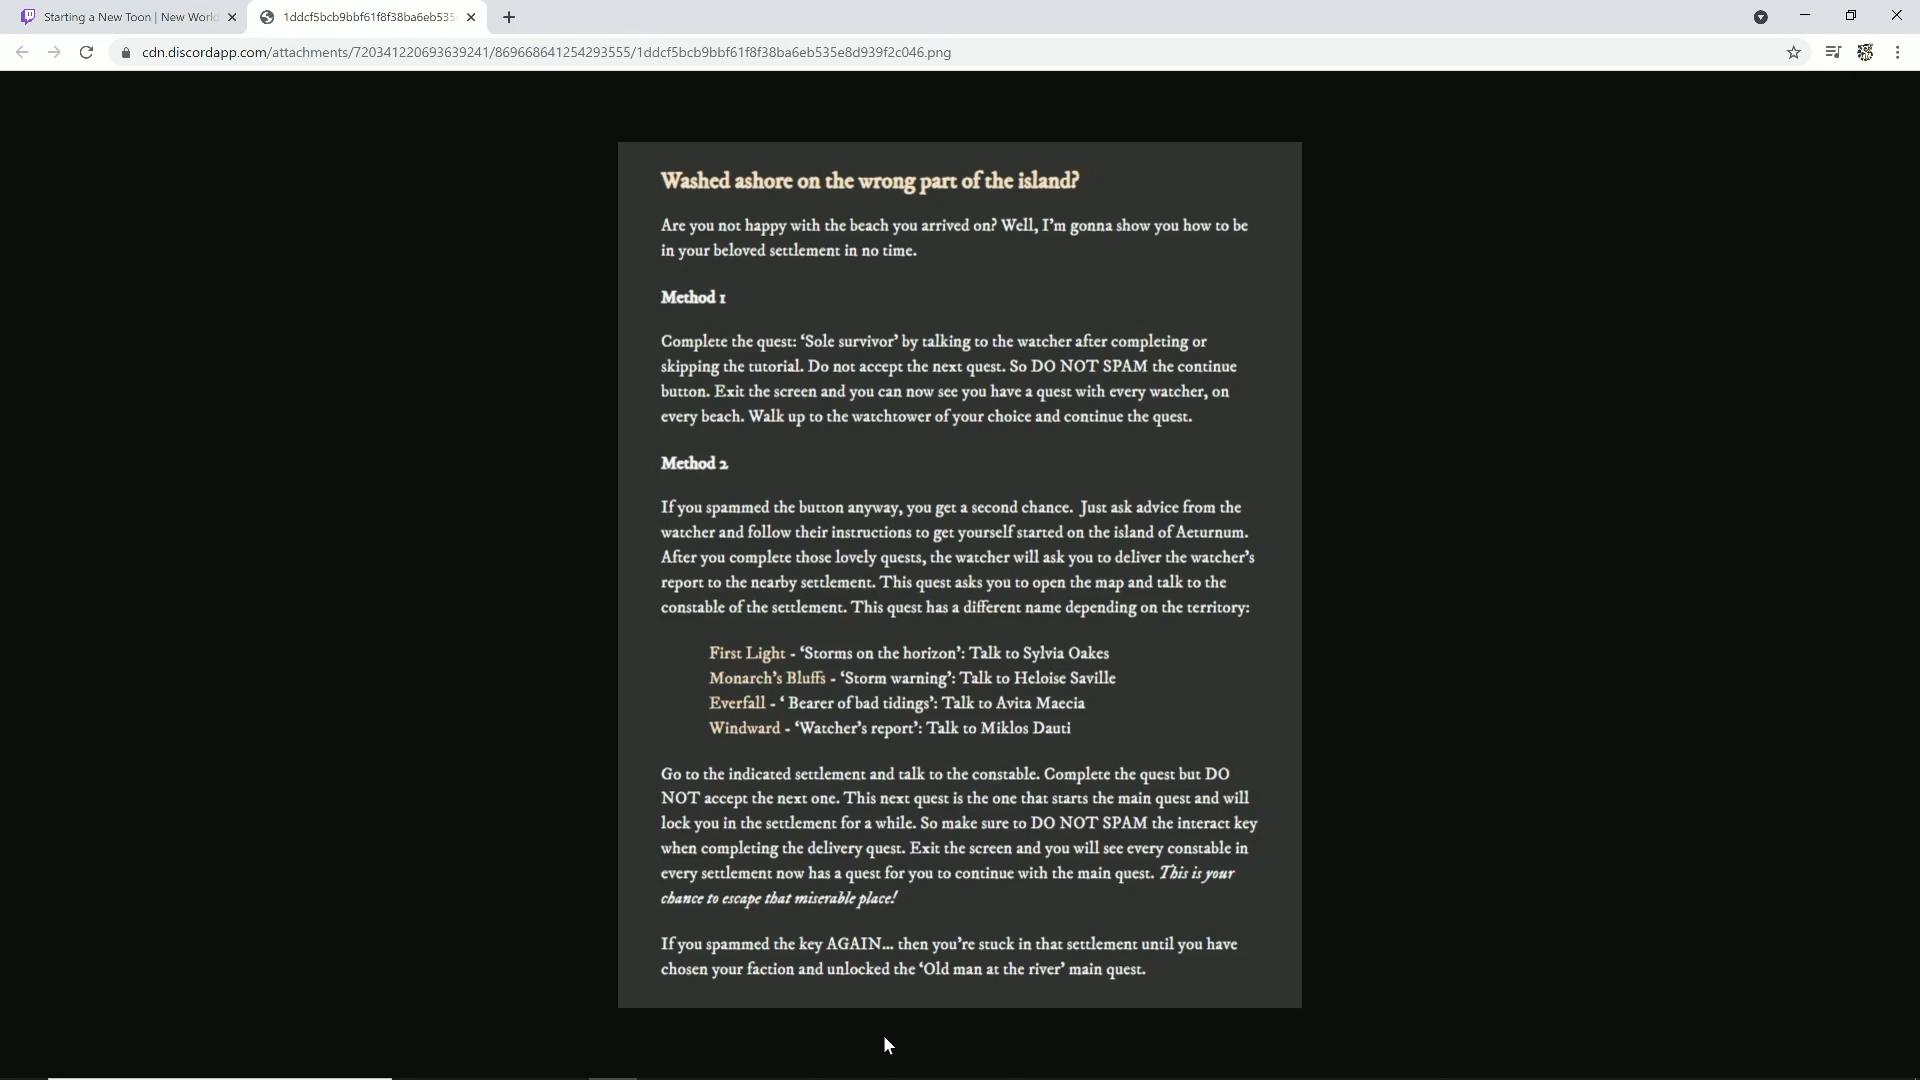 Starting a New Toon | New World
1ddcf5bcb9bbf61f8f38ba6eb535
cdn.discordapp.com/attachments/720341220693639241/869668641254293555/1ddcf5bcb9bbf61f8f38ba6eb535e8d939f2c046.png
Washed ashore on the wrong part of the island?
Are you not happy with the beach you arrived on? Well, I'm gonna show you how to be
in your beloved settlement in no time.
Method 1
Complete the quest: ‘Sole survivor’ by talking to the watcher after completing or
skipping the tutorial. Do not accept the next quest. So DO NOT SPAM the continue
button. Exit the screen and you can now see you have a quest with every watcher, on
every beach. Walk up to the watchtower of your choice and continue the quest.
Method 2
If you spammed the button anyway, you get a second chance. Just ask advice from the
watcher and follow their instructions to get yourself started on the island of Aeturnum.
After you complete those lovely quests, the watcher will ask you to deliver the watcher's
report to the nearby settlement. This quest asks you to open the map and talk to the
constable of the settlement. This quest has a different name depending on the territory:
First Light - ‘Storms on the horizon’: Talk to Sylvia Oakes
Monarch's Bluffs - ‘Storm warning’: Talk to Heloise Saville
Everfall - ‘ Bearer of bad tidings’: Talk to Avita Maecia
Windward - ‘Watcher's report’: Talk to Miklos Dauti
Go to the indicated settlement and talk to the constable. Complete the quest but DO
NOT accept the next one. This next quest is the one that starts the main quest and will
lock you in the settlement for a while. So make sure to DO NOT SPAM the interact key
when completing the delivery quest. Exit the screen and you will see every constable in
every settlement now has a quest for you to continue with the main quest. This is your
chance to escape that miserable place!
If you spammed the key AGAIN... then you're stuck in that settlement until you have
chosen your faction and unlocked the ‘Old man at the river’ main quest.